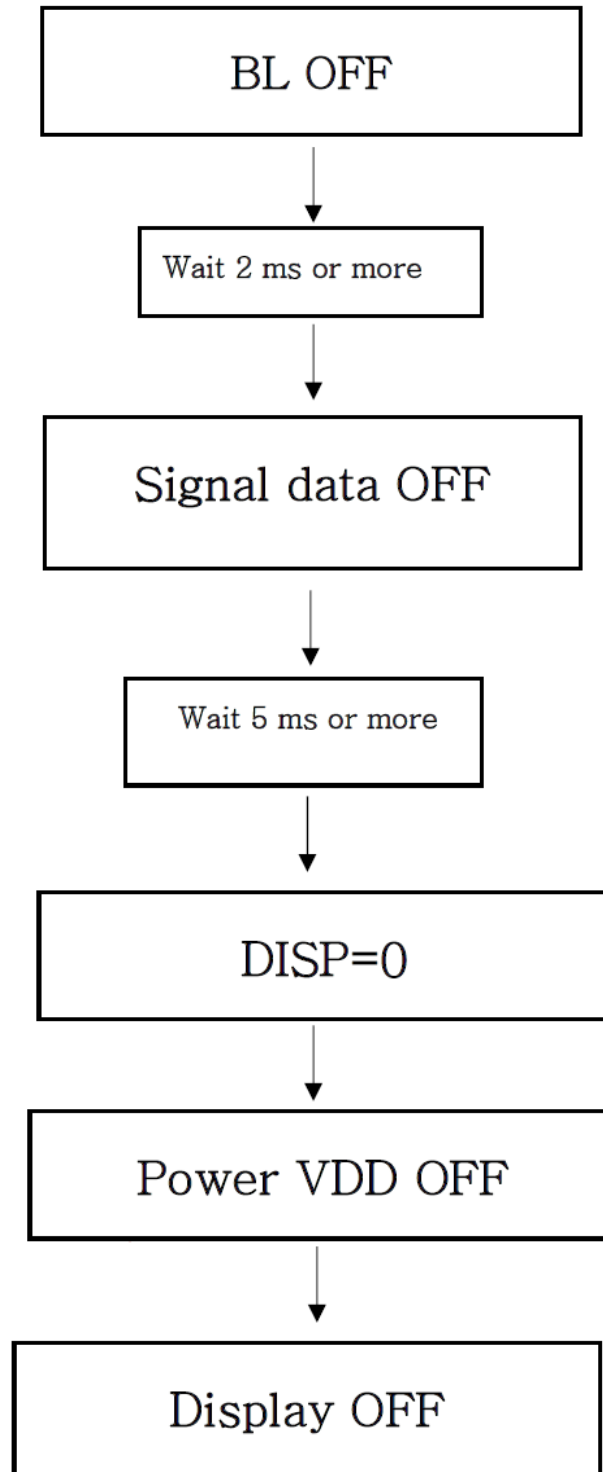 BL OFF
Wait 2 ms or more
Signal data OFF
Wait 5 ms or more
DISP=0
Power VDD OFF
Display OFF